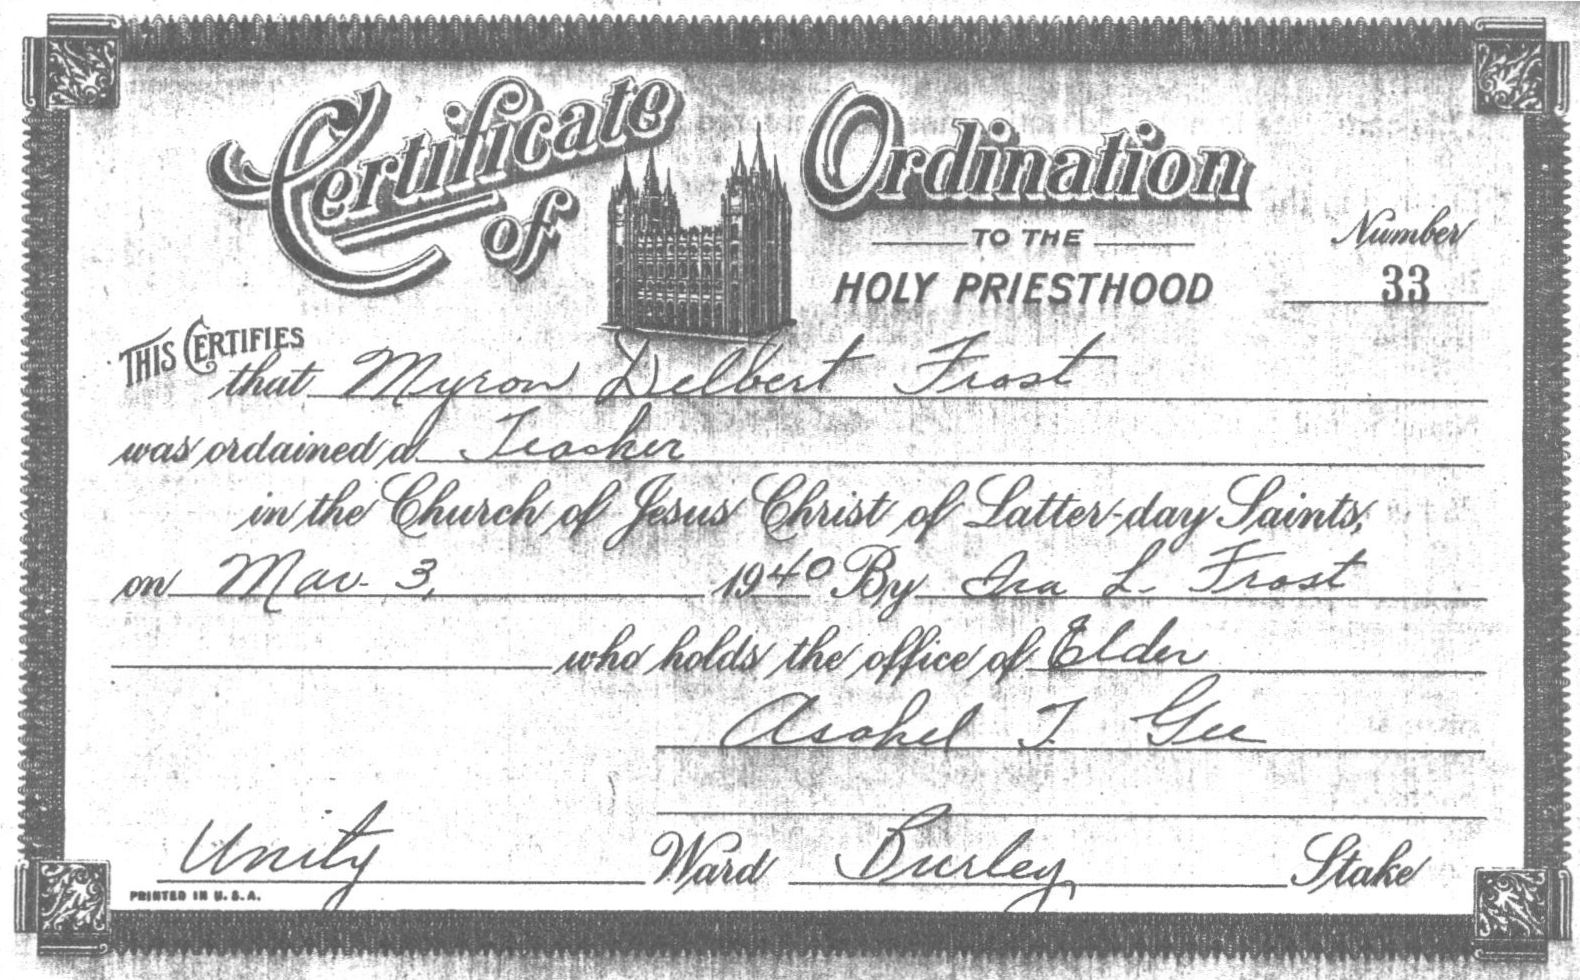 Certificate of Ordination
TO THE
HOLY PRIESTHOOD
Number
33
THIS CERTIFIES
that Myron Delbert Frost
was ordained a Teacher
in the Church of Jesus Christ of Latter-day Saints,
on Mar. 3, 1940 By Ira L. Frost
who holds the office of Elder
Asahel T. Gee
Unity Ward Burley Stake
PRINTED IN U.S.A.